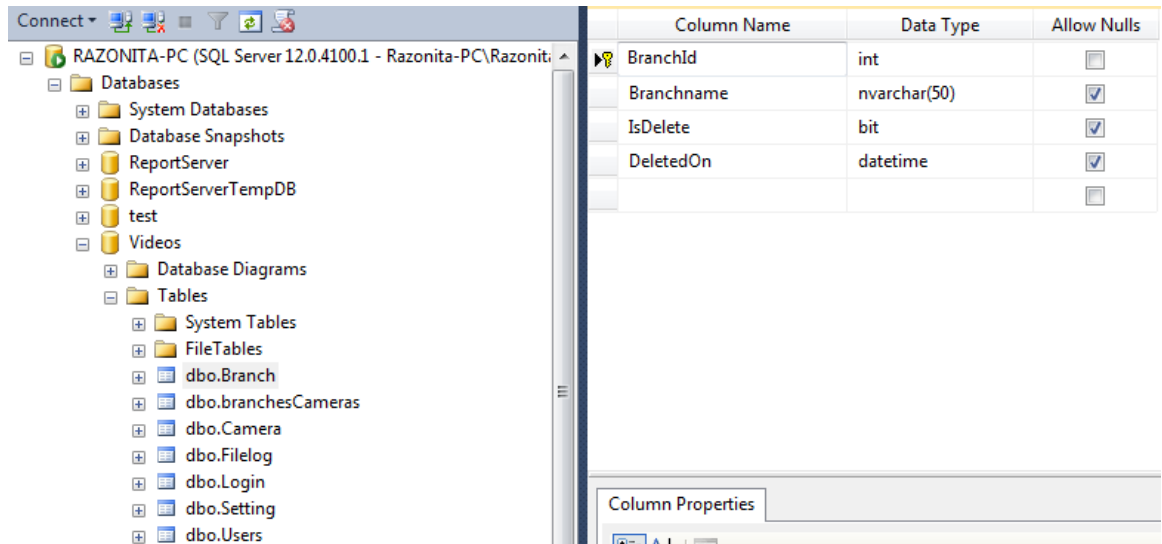 Connect
RAZONITA-PC (SQL Server 12.0.4100.1 - Razonita-PC\Razonit
Databases
System Databases
Database Snapshots
ReportServer
ReportServerTempDB
test
Videos
Database Diagrams
Tables
System Tables
FileTables
dbo.Branch
dbo.branchesCameras
dbo.Camera
dbo.Filelog
dbo.Login
dbo.Setting
dbo.Users
Column Name Data Type Allow Nulls
BranchId int
Branchname nvarchar(50)
IsDelete bit
DeletedOn datetime
Column Properties